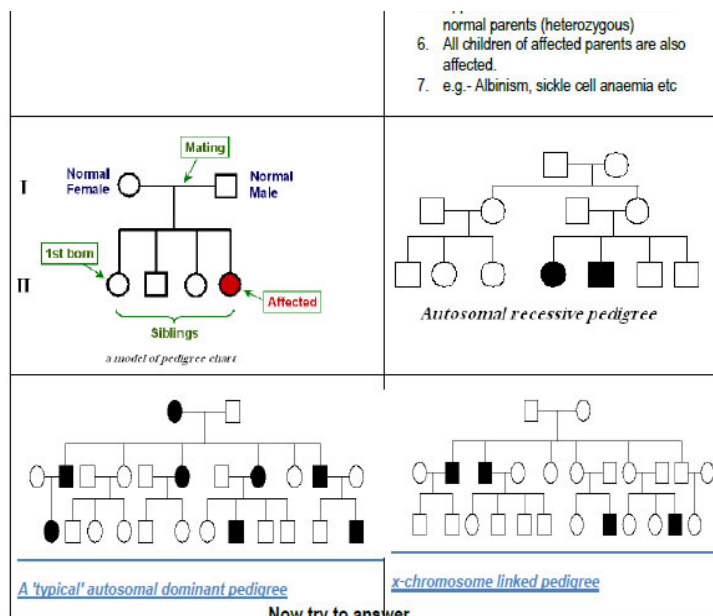 normal parents (heterozygous)
6. All children of affected parents are also
affected.
7. e.g.- Albinism, sickle cell anaemia etc
Mating
I
Normal
Female
Normal
Male
1st born
II
Affected
Siblings
a model of pedigree chart
Autosomal recessive pedigree
A 'typical' autosomal dominant pedigree
x-chromosome linked pedigree
Now try to answer